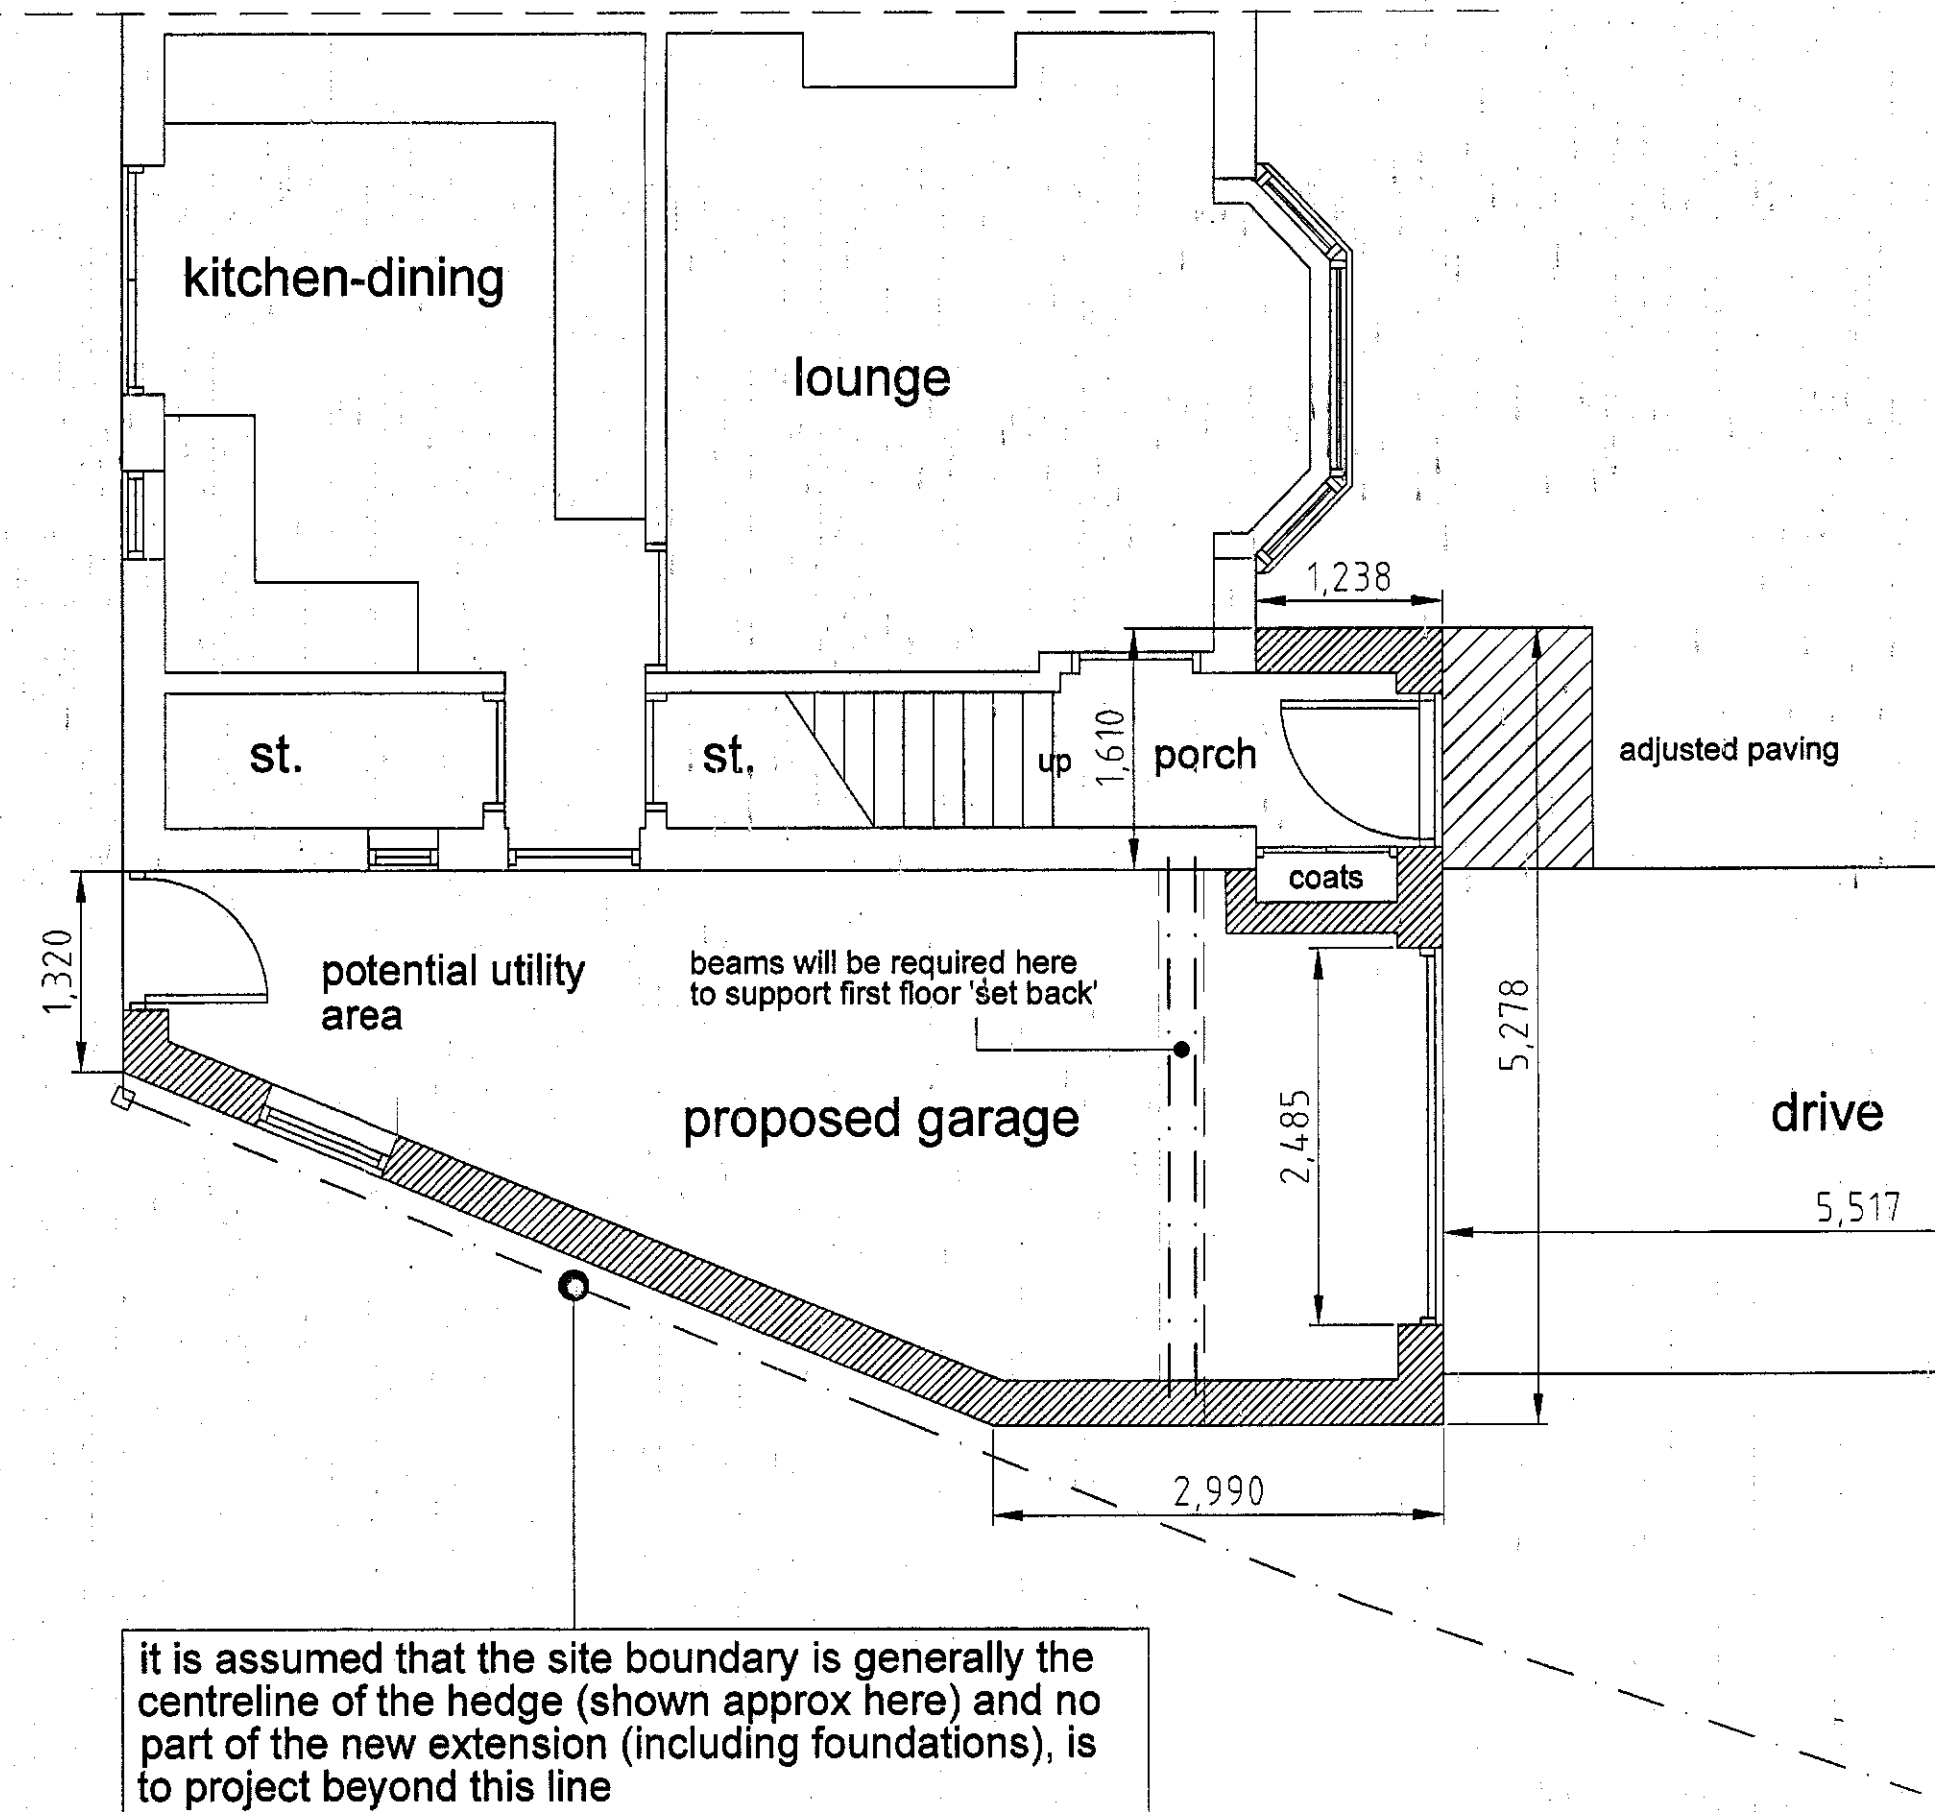 kitchen-dining
lounge
1,238
st.
st.
up
1,610
porch
adjusted paving
coats
1,320
potential utility
area
beams will be required here
to support first floor 'set back'
5,278
proposed garage
2,485
drive
5,517
2,990
it is assumed that the site boundary is generally the
centreline of the hedge (shown approx here) and no
part of the new extension (including foundations), is
to project beyond this line